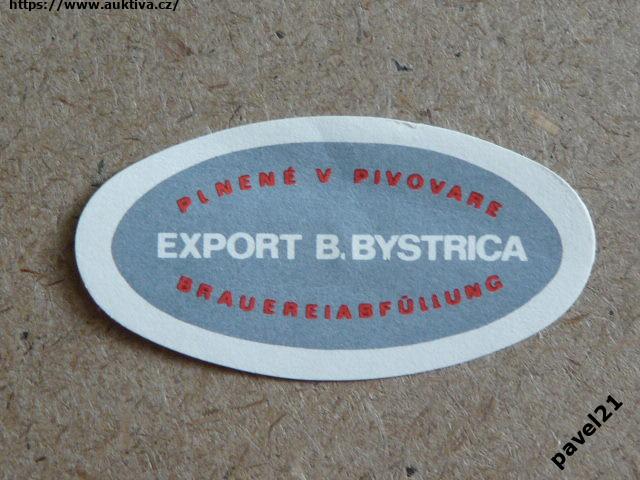 https://www.auktiva.cz/
PLNENÉ V PIVOVARE
EXPORT B. BYSTRICA
BRAUEREIABFÜLLUNG
pavel21